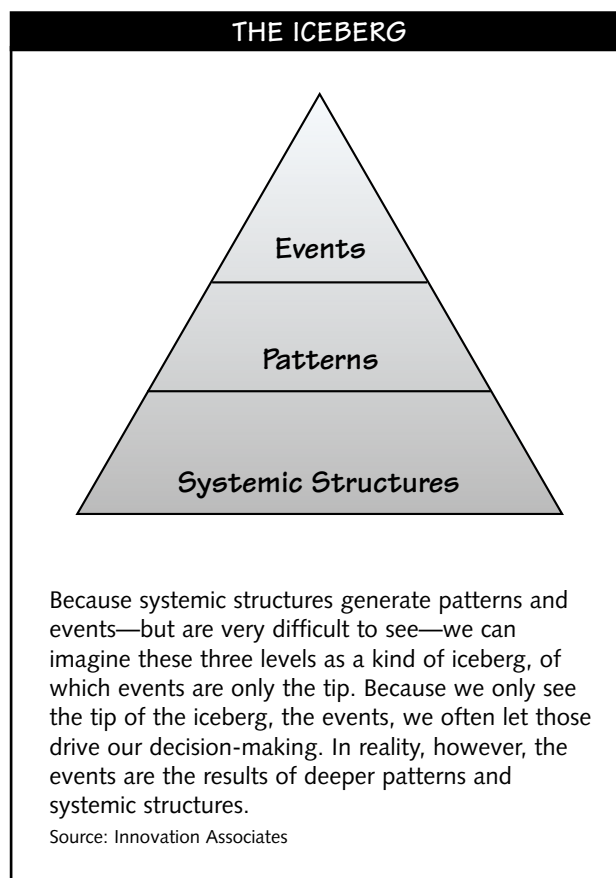 THE ICEBERG
Events
Patterns
Systemic Structures
Because systemic structures generate patterns and
events—but are very difficult to see—we can
imagine these three levels as a kind of iceberg, of
which events are only the tip. Because we only see
the tip of the iceberg, the events, we often let those
drive our decision-making. In reality, however, the
events are the results of deeper patterns and
systemic structures.
Source: Innovation Associates